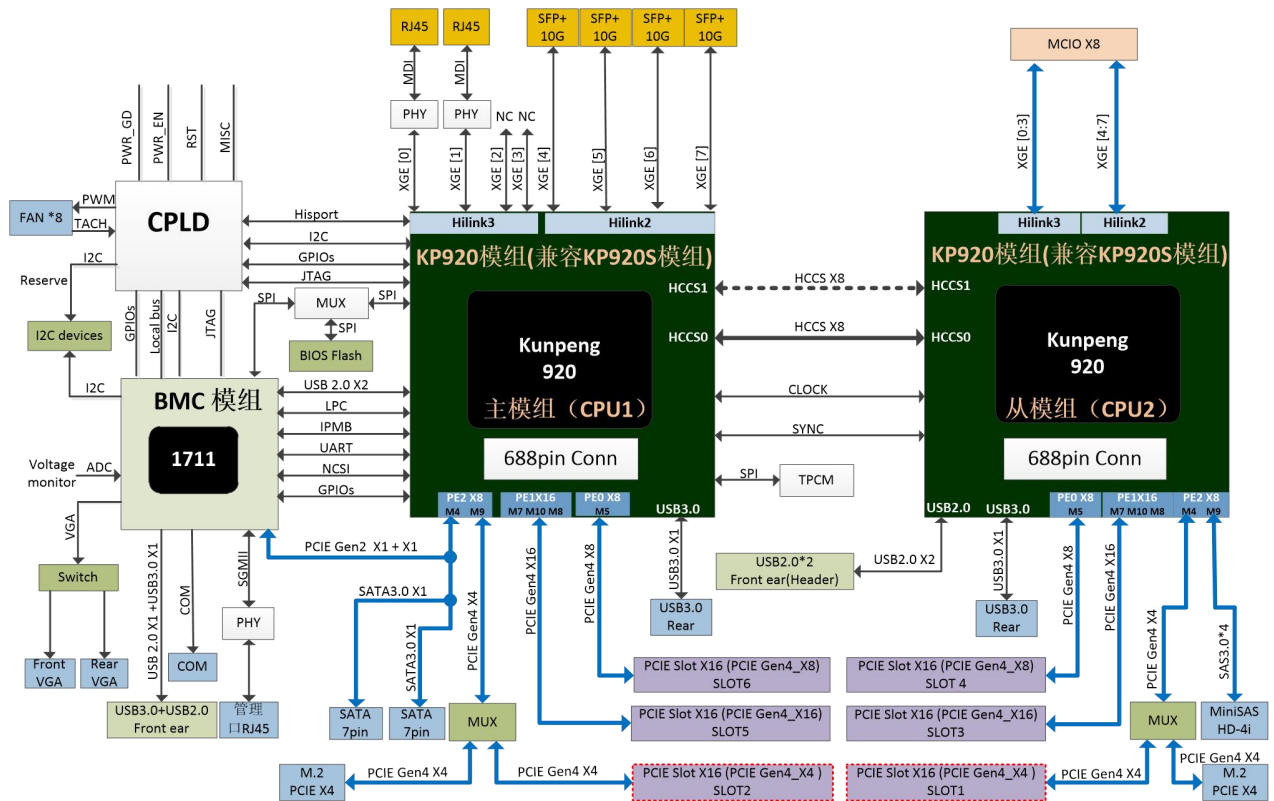 RJ45
RJ45
SFP+
10G
SFP+
10G
SFP+
10G
SFP+
10G
MCIO X8
MDI
MDI
PHY
PHY
NC
NC
XGE [0]
XGE [1]
XGE [2]
XGE [3]
XGE [4]
XGE [5]
XGE [6]
XGE [7]
XGE [0:3]
XGE [4:7]
PWR_GD
PWR_EN
RST
MISC
FAN *8
PWM
TACH
CPLD
Hisport
I2C
GPIOs
JTAG
I2C
Reserve
I2C devices
I2C
GPIOs
Local bus
I2C
JTAG
SPI
MUX
SPI
SPI
BIOS Flash
Hilink3
Hilink2
KP920模组(兼容KP920S模组)
HCCS1
HCCS0
Kunpeng
920
主模组（CPU1）
688pin Conn
PE2 X8
M4 M9
PE1X16
M7 M10 M8
PE0 X8
M5
USB3.0
HCCS X8
HCCS X8
CLOCK
SYNC
SPI
TPCM
Hilink3
Hilink2
KP920模组(兼容KP920S模组)
HCCS1
HCCS0
Kunpeng
920
从模组（CPU2）
688pin Conn
USB2.0
USB3.0
PE0 X8
M5
PE1X16
M7 M10 M8
PE2 X8
M4 M9
BMC 模组
1711
USB 2.0 X2
LPC
IPMB
UART
NCSI
GPIOs
Voltage
monitor
ADC
VGA
Switch
Front
VGA
Rear
VGA
USB 2.0 X1 +USB3.0 X1
USB3.0+USB2.0
Front ear
COM
COM
SGMII
PHY
管理
口RJ45
PCIE Gen2 X1 + X1
SATA3.0 X1
SATA3.0 X1
SATA
7pin
SATA
7pin
PCIE Gen4 X4
MUX
PCIE Gen4 X16
PCIE Gen4 X8
USB3.0 X1
USB3.0
Rear
USB2.0*2
Front ear(Header)
USB2.0 X2
USB3.0 X1
USB3.0
Rear
PCIE Gen4 X8
PCIE Gen4 X16
PCIE Gen4 X4
SAS3.0*4
PCIE Slot X16 (PCIE Gen4_X8)
SLOT6
PCIE Slot X16 (PCIE Gen4_X8)
SLOT 4
PCIE Slot X16 (PCIE Gen4_X16)
SLOT5
PCIE Slot X16 (PCIE Gen4_X16)
SLOT3
MUX
MiniSAS
HD-4i
M.2
PCIE X4
PCIE Gen4 X4
PCIE Gen4 X4
PCIE Slot X16 (PCIE Gen4_X4 )
SLOT2
PCIE Slot X16 (PCIE Gen4_X4 )
SLOT1
PCIE Gen4 X4
PCIE Gen4 X4
M.2
PCIE X4